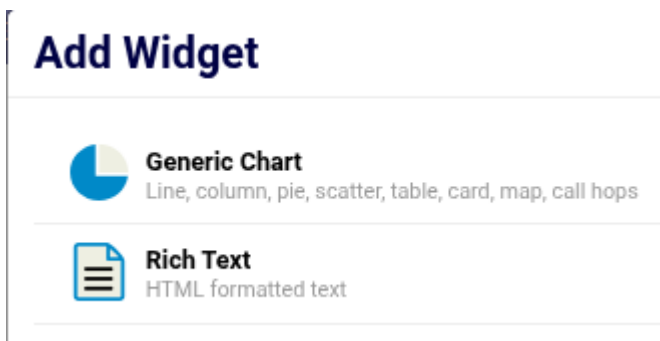 Add Widget
Generic Chart
Line, column, pie, scatter, table, card, map, call hops
Rich Text
HTML formatted text